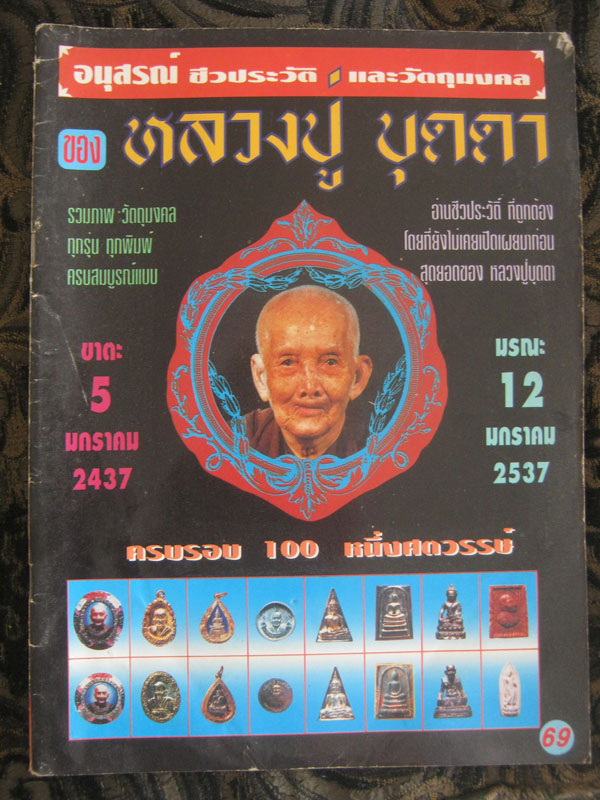 อนุสรณ์ ชีวประวัติ และวัตถุมงคล
ของ หลวงปู่ บุดดา
รวมภาพ วัตถุมงคล
ทุกรุ่น ทุกพิมพ์
ครบสมบูรณ์แบบ
อ่านชีวประวัติ ที่ถูกต้อง
โดยที่ยังไม่เคยเปิดเผยมาก่อน
สุดยอดของ หลวงปู่บุดดา
ชาตะ
5
มกราคม
2437
มรณะ
12
มกราคม
2537
ครบรอบ 100 หนึ่งศตวรรษ์
69